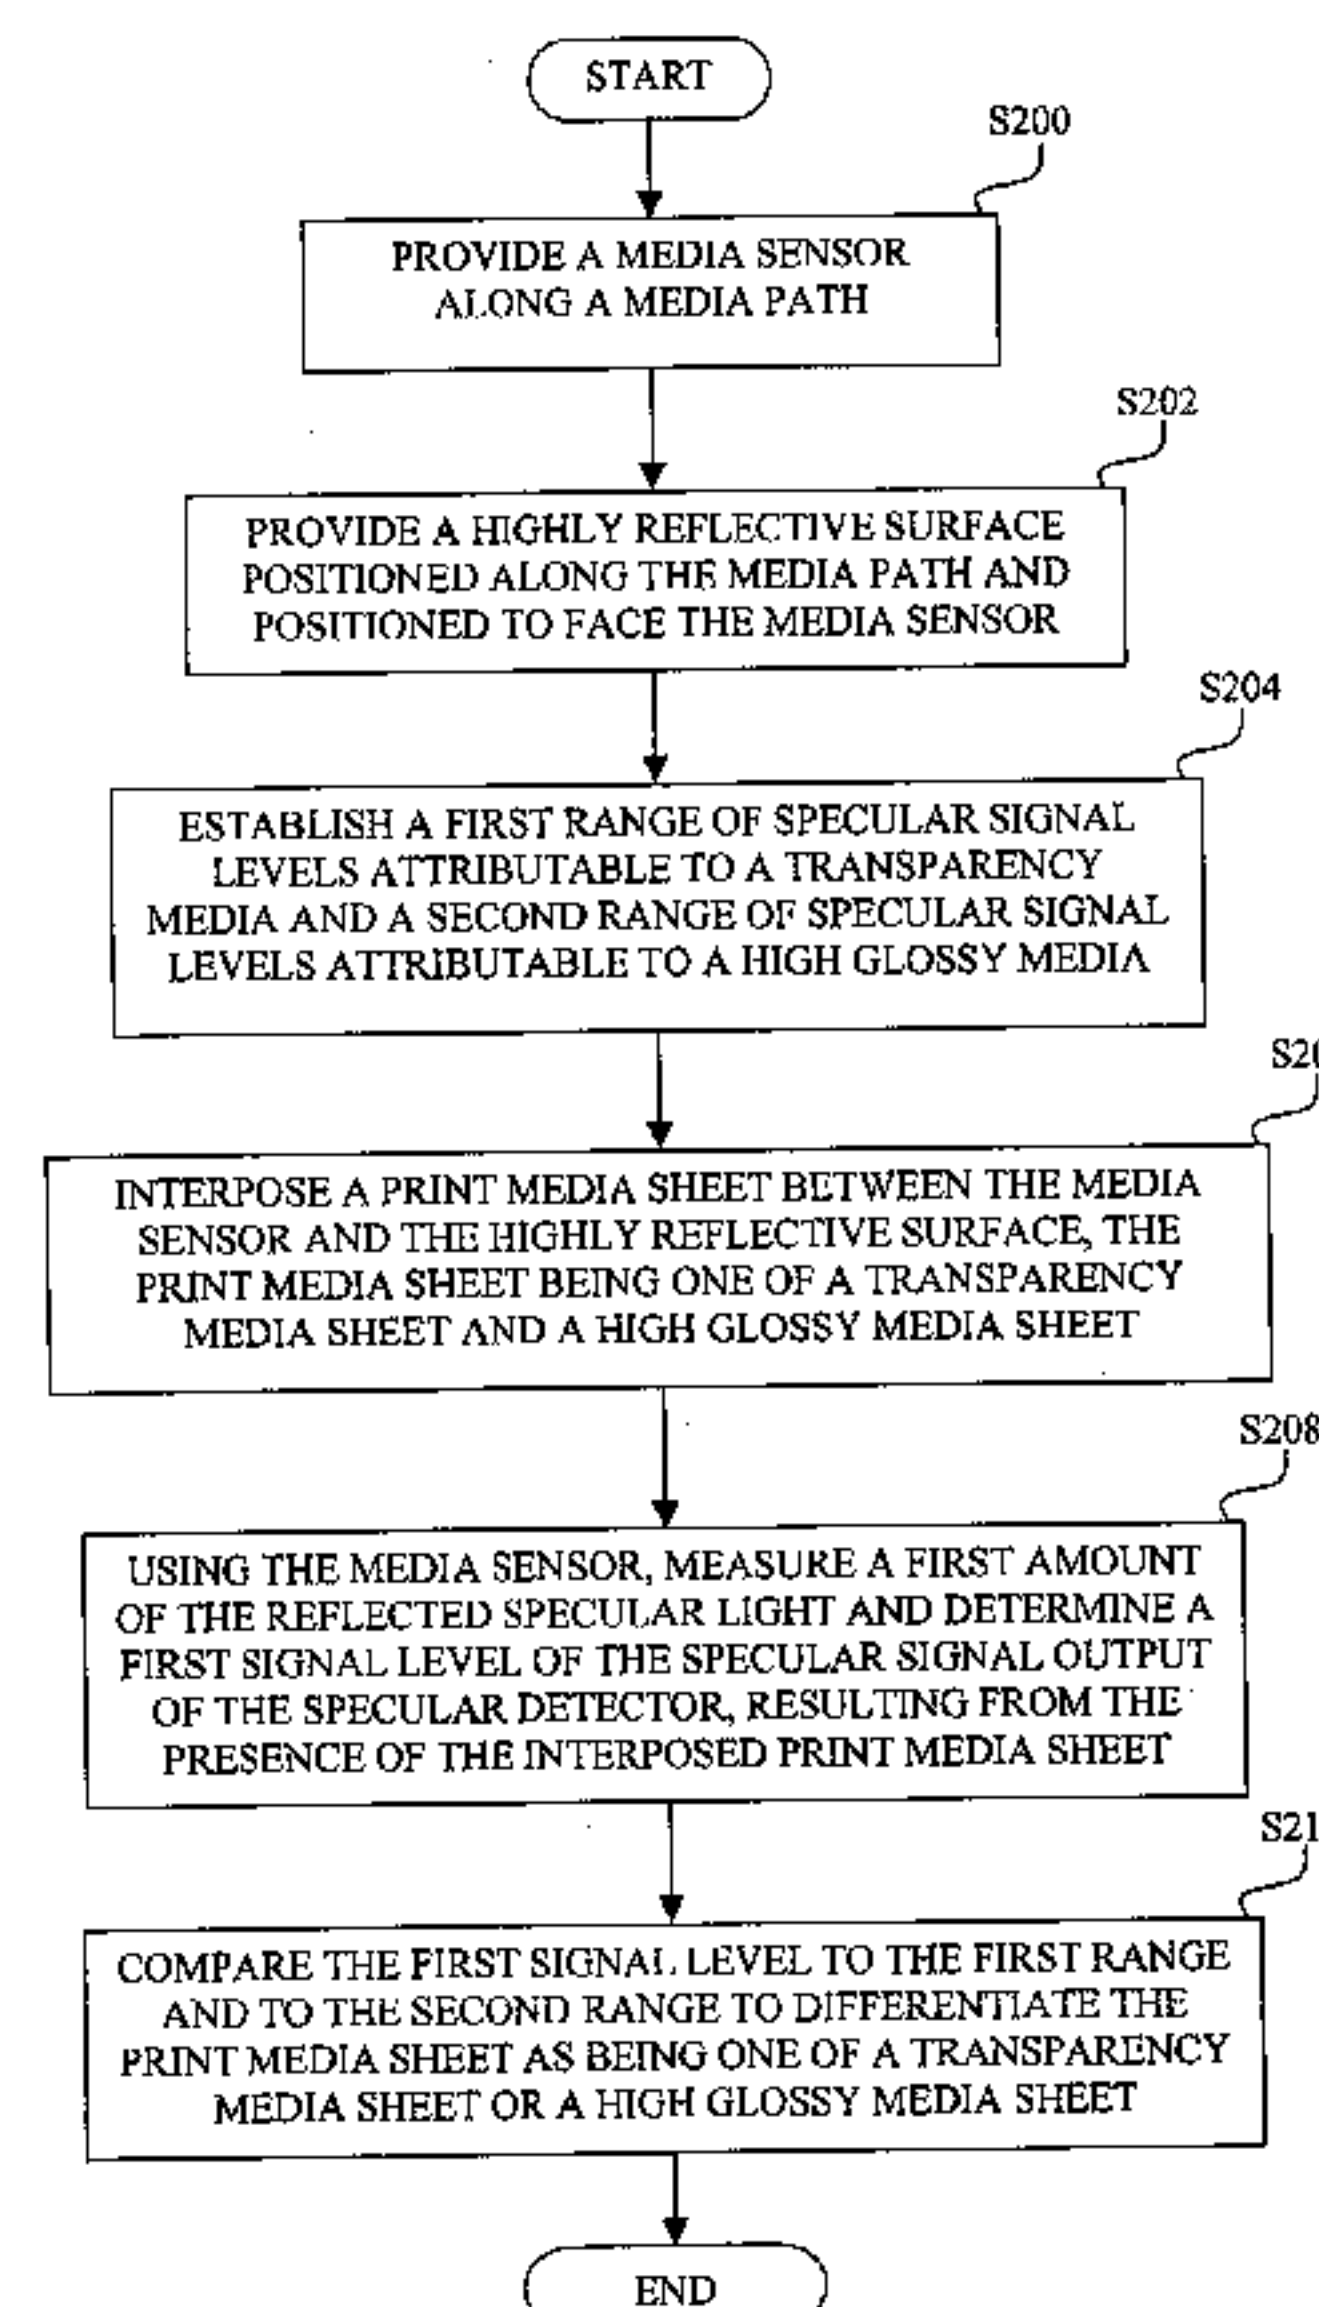 START
S200
PROVIDE A MEDIA SENSOR
ALONG A MEDIA PATH
S202
PROVIDE A HIGHLY REFLECTIVE SURFACE
POSITIONED ALONG THE MEDIA PATH AND
POSITIONED TO FACE THE MEDIA SENSOR
S204
ESTABLISH A FIRST RANGE OF SPECULAR SIGNAL
LEVELS ATTRIBUTABLE TO A TRANSPARENCY
MEDIA AND A SECOND RANGE OF SPECULAR SIGNAL
LEVELS ATTRIBUTABLE TO A HIGH GLOSSY MEDIA
INTERPOSE A PRINT MEDIA SHEET BETWEEN THE MEDIA
SENSOR AND THE HIGHLY REFLECTIVE SURFACE, THE
PRINT MEDIA SHEET BEING ONE OF A TRANSPARENCY
MEDIA SHEET AND A HIGH GLOSSY MEDIA SHEET
S208
USING THE MEDIA SENSOR, MEASURE A FIRST AMOUNT
OF THE REFLECTED SPECULAR LIGHT AND DETERMINE A
FIRST SIGNAL LEVEL OF THE SPECULAR SIGNAL OUTPUT
OF THE SPECULAR DETECTOR, RESULTING FROM THE
PRESENCE OF THE INTERPOSED PRINT MEDIA SHEET
S21
COMPARE THE FIRST SIGNAL LEVEL TO THE FIRST RANGE
AND TO THE SECOND RANGE TO DIFFERENTIATE THE
PRINT MEDIA SHEET AS BEING ONE OF A TRANSPARENCY
MEDIA SHEET OR A HIGH GLOSSY MEDIA SHEET
END